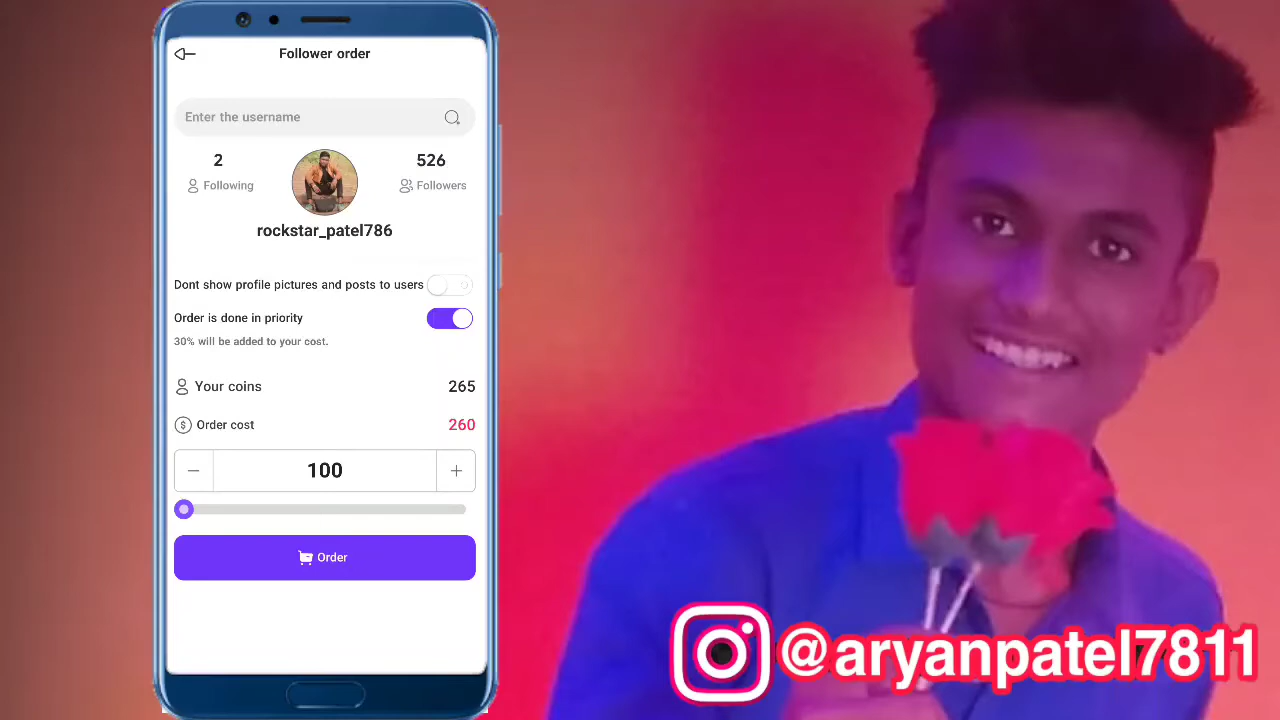 Follower order
Enter the username
2
Following
526
Followers
rockstar_patel786
Dont show profile pictures and posts to users
Order is done in priority
30% will be added to your cost.
Your coins 265
$ Order cost 260
− 100 +
Order
@aryanpatel7811